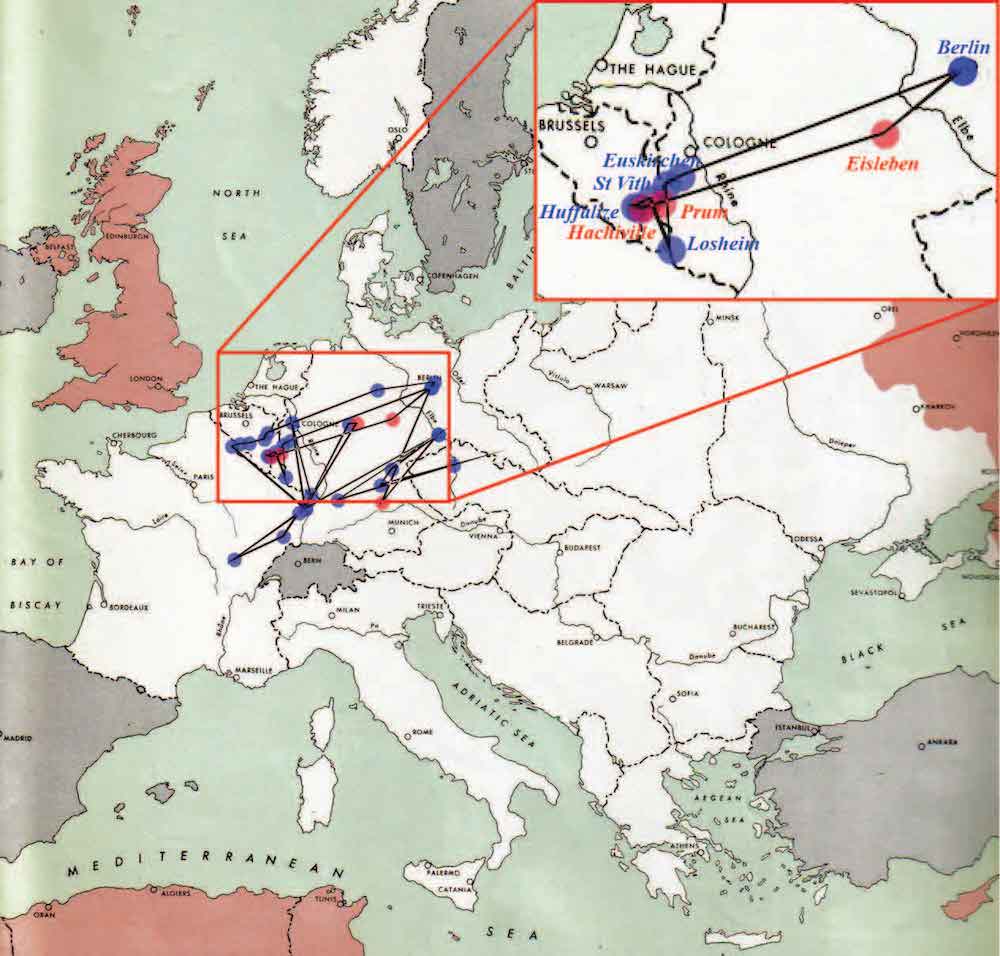 Berlin
THE HAGUE
BRUSSELS
COLOGNE
Elbe
Euskirchen
Eisleben
St Vith
Rhine
Huffalize
Prum
Hachiville
Losheim
OSLO
NORTH
SEA
BELFAST
EDINBURGH
COPENHAGEN
BALTIC
MINSK
OREL
LONDON
THE HAGUE
BERLIN
Oder
Vistula
WARSAW
KHARKOV
BRUSSELS
COLOGNE
Elbe
CHERBOURG
Dnieper
PARIS
Loire
MUNICH
Danube
VIENNA
BUDAPEST
ODESSA
BAY OF
BISCAY
BERN
SEVASTOPOL
BORDEAUX
MILAN
TRIESTE
Po
Rhône
BELGRADE
BUCHAREST
Danube
BLACK
SEA
MARSEILLE
ADRIATIC SEA
SOFIA
MADRID
ROME
ISTANBUL
ANKARA
AEGEAN
SEA
ATHENS
MEDITERRANEAN
PALERMO
CATANIA
ORAN
ALGIERS
TUNIS
SEA